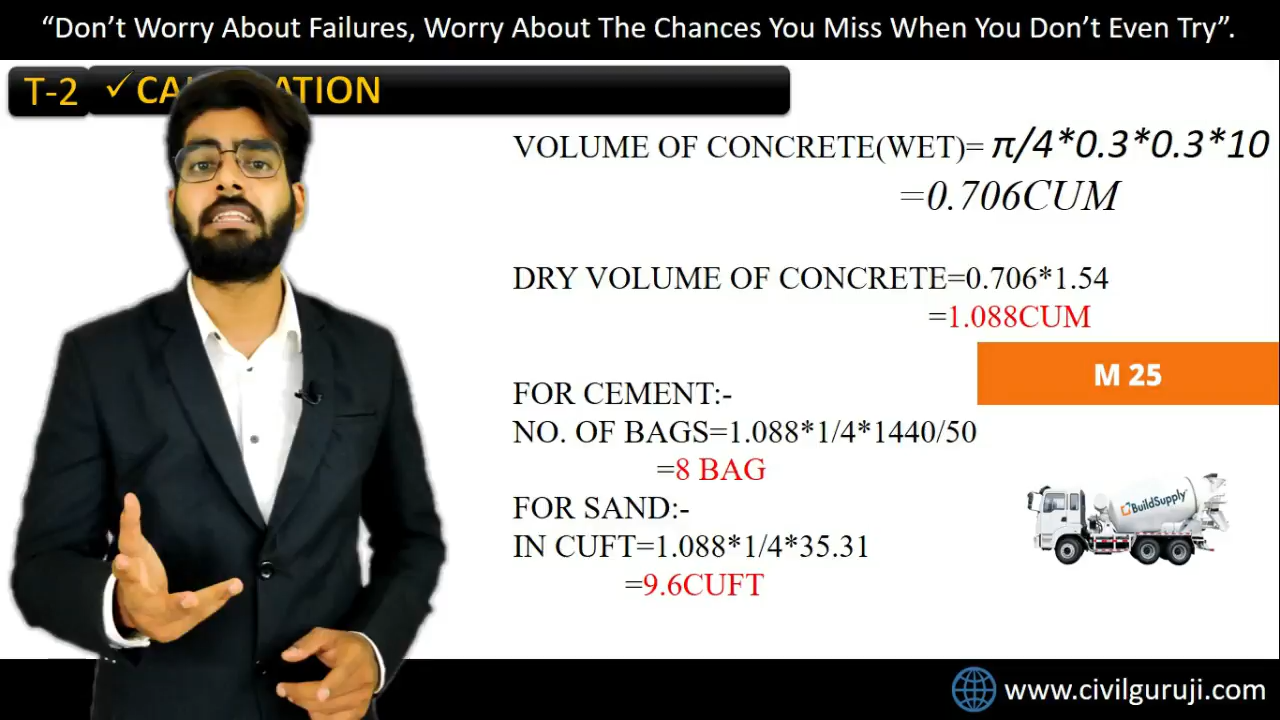 “Don’t Worry About Failures, Worry About The Chances You Miss When You Don’t Even Try”.
T-2 ✓
VOLUME OF CONCRETE(WET)= π/4*0.3*0.3*10
=0.706CUM
DRY VOLUME OF CONCRETE=0.706*1.54
=1.088CUM
M 25
FOR CEMENT:-
NO. OF BAGS=1.088*1/4*1440/50
=8 BAG
BuildSupply
FOR SAND:-
IN CUFT=1.088*1/4*35.31
=9.6CUFT
www.civilguruji.com